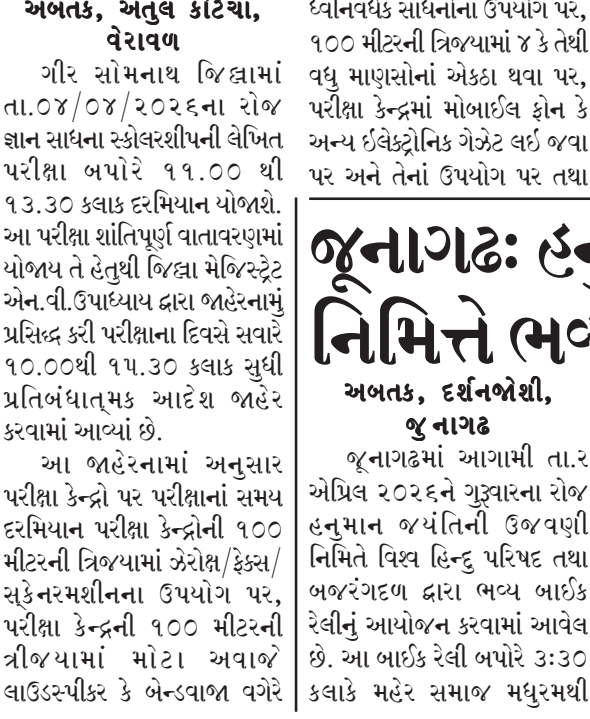 અબતક, અતુલ કોટેચા,
વેરાવળ
ગીર સોમનાથ જિલ્લામાં
તા.૦૪/૦૪/૨૦૨૬ના રોજ
જ્ઞાન સાધના સ્કોલરશીપની લેખિત
પરીક્ષા બપોરે ૧૧.૦૦ થી
૧૩.૩૦ કલાક દરમિયાન યોજાશે.
આ પરીક્ષા શાંતિપૂર્ણ વાતાવરણમાં
યોજાય તે હેતુથી જિલ્લા મેજિસ્ટ્રેટ
એન.વી.ઉપાધ્યાય દ્વારા જાહેરનામું
પ્રસિધ્ધ કરી પરીક્ષાના દિવસે સવારે
૧૦.૦૦થી ૧૫.૩૦ કલાક સુધી
પ્રતિબંધાત્મક આદેશ જાહેર
કરવામાં આવ્યાં છે.
આ જાહેરનામાં અનુસાર
પરીક્ષા કેન્દ્રો પર પરીક્ષાનાં સમય
દરમિયાન પરીક્ષા કેન્દ્રોની ૧૦૦
મીટરની ત્રિજયામાં ઝેરોક્ષ/ફેક્સ/
સ્કેનરમશીનના ઉપયોગ પર,
પરીક્ષા કેન્દ્રની ૧૦૦ મીટરની
ત્રીજયામાં મોટા અવાજે
લાઉડસ્પીકર કે બેન્ડવાજા વગેરે
ધ્વનિવર્ધક સાધનોના ઉપયોગ પર,
૧૦૦ મીટરની ત્રિજયામાં ૪ કે તેથી
વધુ માણસોનાં એકઠા થવા પર,
પરીક્ષા કેન્દ્રમાં મોબાઈલ ફોન કે
અન્ય ઇલેક્ટ્રોનિક ગેઝેટ લઇ જવા
પર અને તેનાં ઉપયોગ પર તથા
જૂનાગઢઃ
નિમિત્તે
અબતક, દર્શનજોશી,
જુનાગઢ
જૂનાગઢમાં આગામી તા.૨
એપ્રિલ ૨૦૨૬ને ગુરૂવારના રોજ
હનુમાન જયંતિની ઉજવણી
નિમિતે વિશ્વ હિન્દુ પરિષદ તથા
બજરંગદળ દ્વારા ભવ્ય બાઈક
રેલીનું આયોજન કરવામાં આવેલ
છે. આ બાઈક રેલી બપોરે ૩ઃ૩૦
કલાકે મહેર સમાજ મધુરમથી